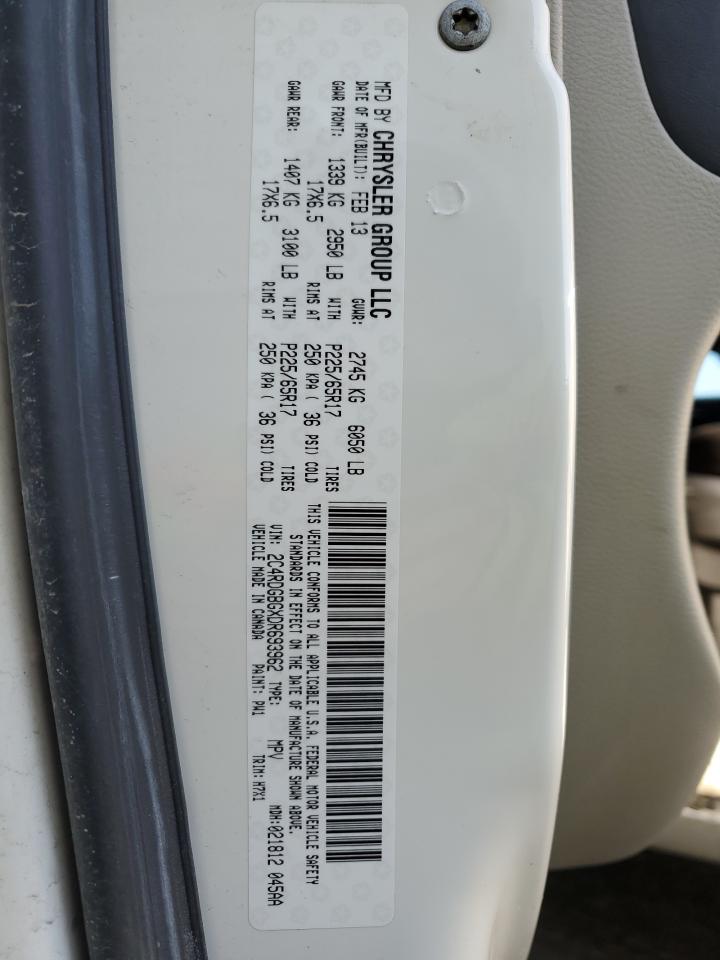 MFD BY CHRYSLER GROUP LLC
DATE OF MFR(BUILT): FEB 13 GVWR: 2745 KG 6050 LB
GAWR FRONT: 1339 KG 2950 LB WITH P225/65R17 TIRES
17X6.5 RIMS AT 250 KPA ( 36 PSI) COLD
GAWR REAR: 1407 KG 3100 LB WITH P225/65R17 TIRES
17X6.5 RIMS AT 250 KPA ( 36 PSI) COLD
THIS VEHICLE CONFORMS TO ALL APPLICABLE U.S.A. FEDERAL MOTOR VEHICLE SAFETY
STANDARDS IN EFFECT ON THE DATE OF MANUFACTURE SHOWN ABOVE.
VIN: 2C4RDGBGXDR693962 TYPE: MPV MDH:021812 045AA
VEHICLE MADE IN CANADA PAINT: PW1 TRIM: H7X1